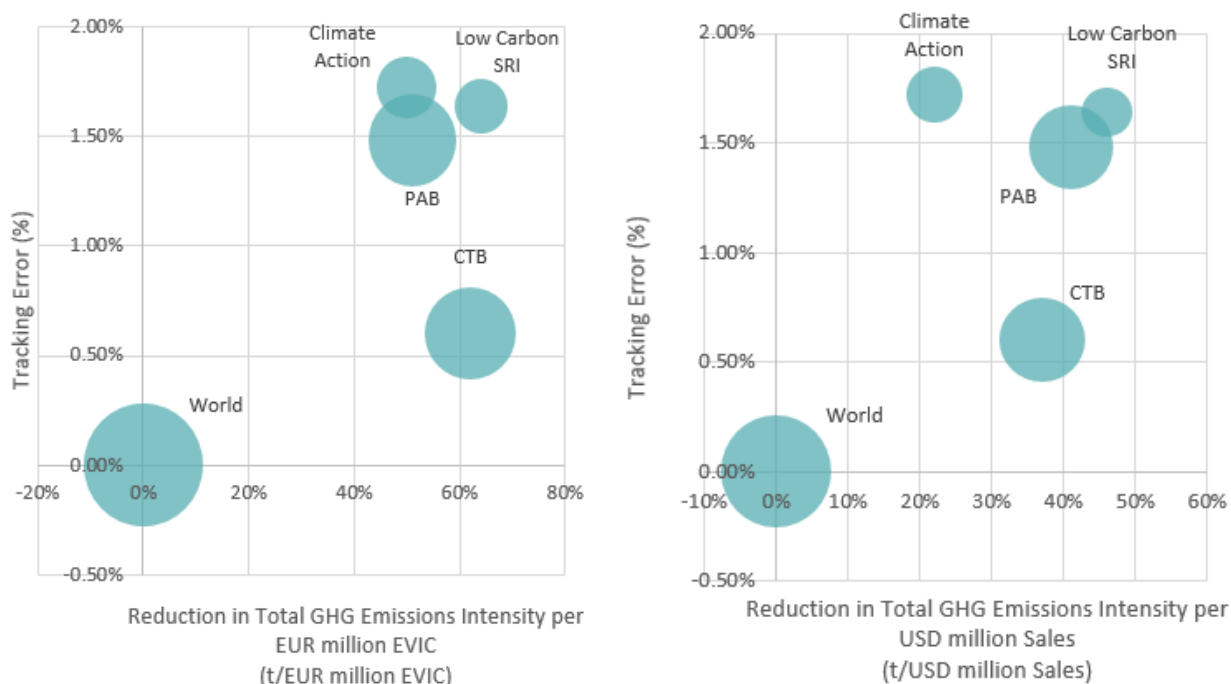 2.00%
1.50%
1.00%
0.50%
0.00%
-0.50%
-20%
0%
20%
40%
60%
80%
Tracking Error (%)
Climate
Action
Low Carbon
SRI
PAB
CTB
World
Reduction in Total GHG Emissions Intensity per
EUR million EVIC
(t/EUR million EVIC)
2.00%
1.50%
1.00%
0.50%
0.00%
-0.50%
-10%
0%
10%
20%
30%
40%
50%
60%
Tracking Error (%)
Climate
Action
Low Carbon
SRI
PAB
CTB
World
Reduction in Total GHG Emissions Intensity per
USD million Sales
(t/USD million Sales)